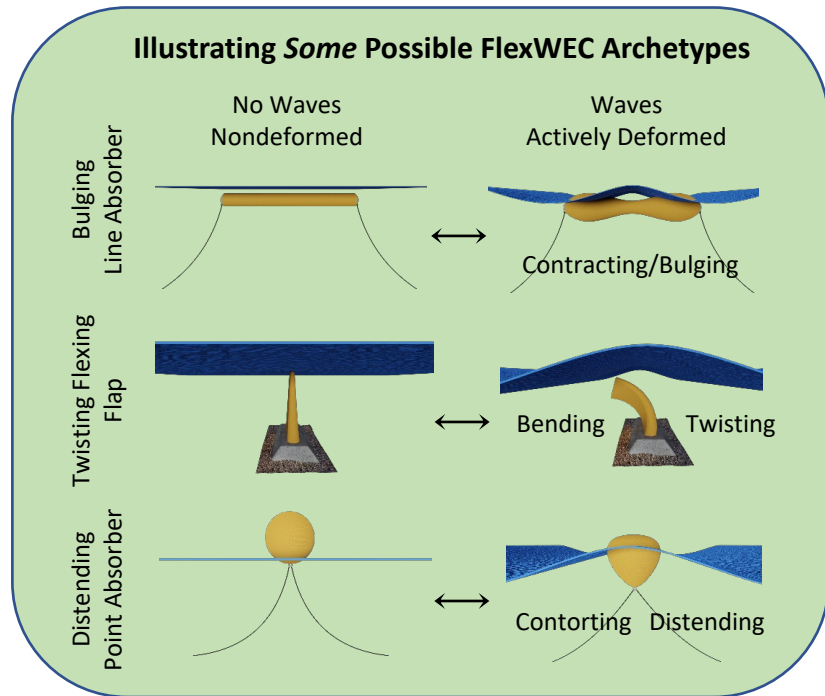 Illustrating Some Possible FlexWEC Archetypes
No Waves
Nondeformed
Waves
Actively Deformed
Bulging
Line Absorber
Contracting/Bulging
Twisting Flexing
Flap
Bending
Twisting
Distending
Point Absorber
Contorting
Distending